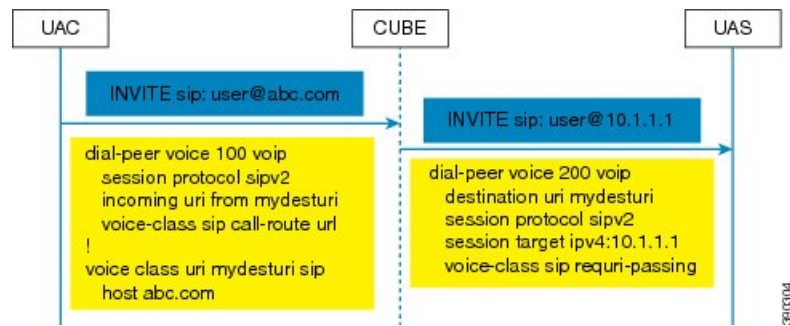 UAC
CUBE
UAS
INVITE sip: user@abc.com
INVITE sip: user@10.1.1.1
dial-peer voice 100 voip
session protocol sipv2
incoming uri from mydesturi
voice-class sip call-route url
!
voice class uri mydesturi sip
host abc.com
dial-peer voice 200 voip
destination uri mydesturi
session protocol sipv2
session target ipv4:10.1.1.1
voice-class sip requri-passing
390304